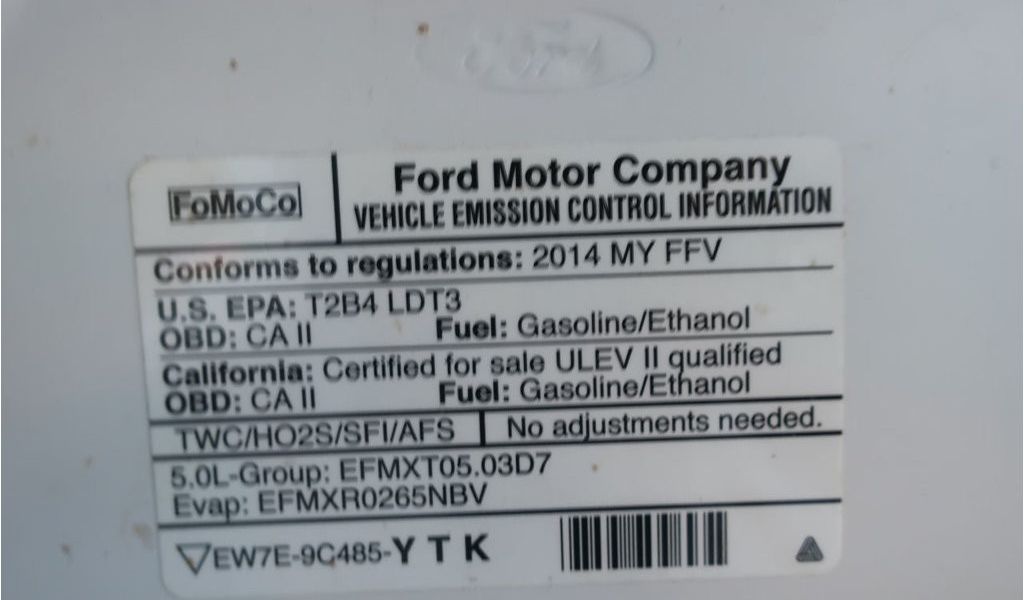 FoMoCo
Ford Motor Company
VEHICLE EMISSION CONTROL INFORMATION
Conforms to regulations: 2014 MY FFV
U.S. EPA: T2B4 LDT3
OBD: CA II Fuel: Gasoline/Ethanol
California: Certified for sale ULEV II qualified
OBD: CA II Fuel: Gasoline/Ethanol
TWC/HO2S/SFI/AFS No adjustments needed.
5.0L-Group: EFMXT05.03D7
Evap: EFMXR0265NBV
EW7E-9C485-Y T K